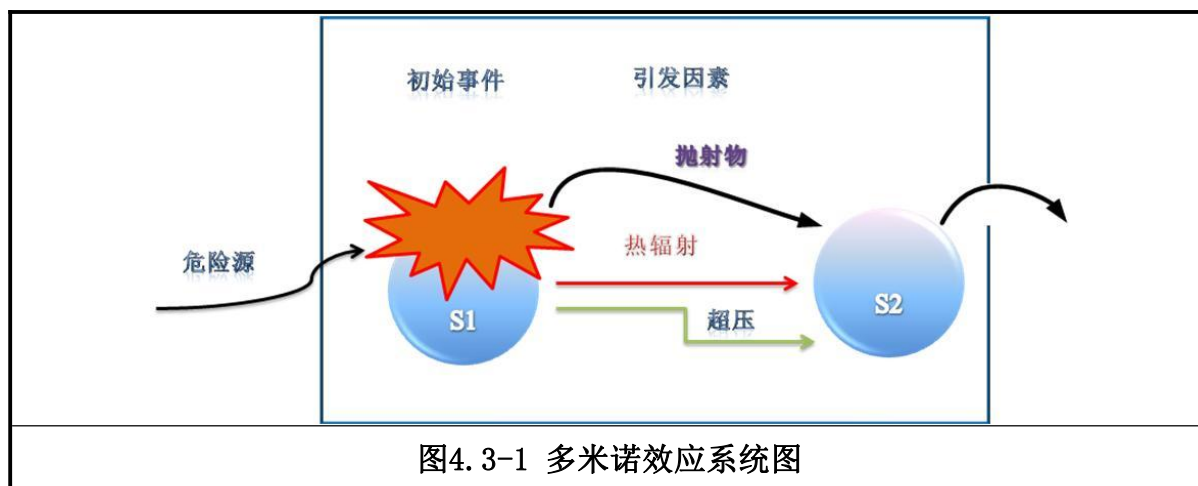 初始事件
引发因素
抛射物
危险源
热辐射
S1
超压
S2
图4.3-1 多米诺效应系统图